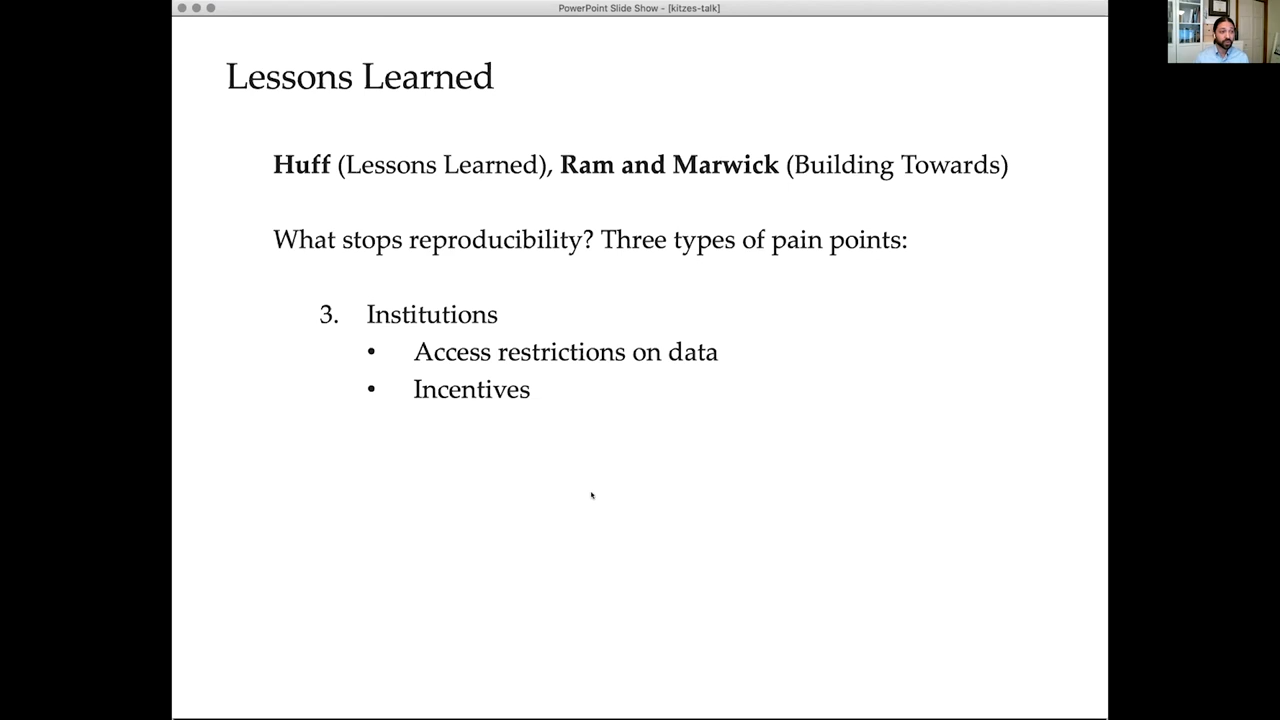 PowerPoint Slide Show - [kitzes-talk]
Lessons Learned
Huff (Lessons Learned), Ram and Marwick (Building Towards)
What stops reproducibility? Three types of pain points:
3. Institutions
• Access restrictions on data
• Incentives